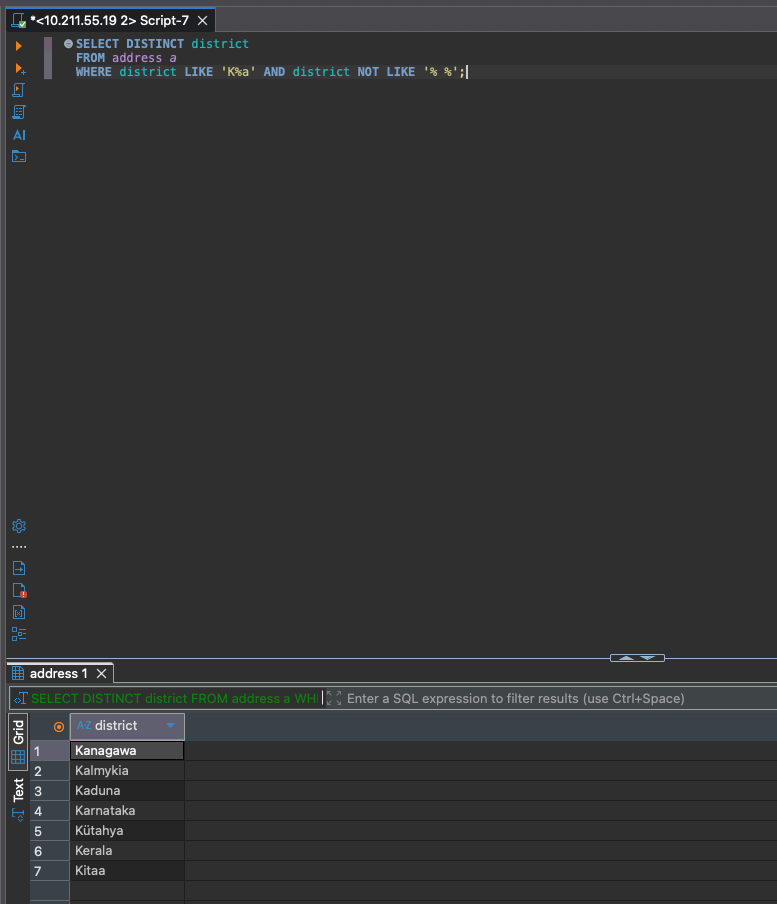 *<10.211.55.19 2> Script-7
SELECT DISTINCT district
FROM address a
WHERE district LIKE 'K%a' AND district NOT LIKE '% %';
AI
address 1
SELECT DISTINCT district FROM address a WHE
Enter a SQL expression to filter results (use Ctrl+Space)
Grid
Text
A-Z district
1 Kanagawa
2 Kalmykia
3 Kaduna
4 Karnataka
5 Kütahya
6 Kerala
7 Kitaa